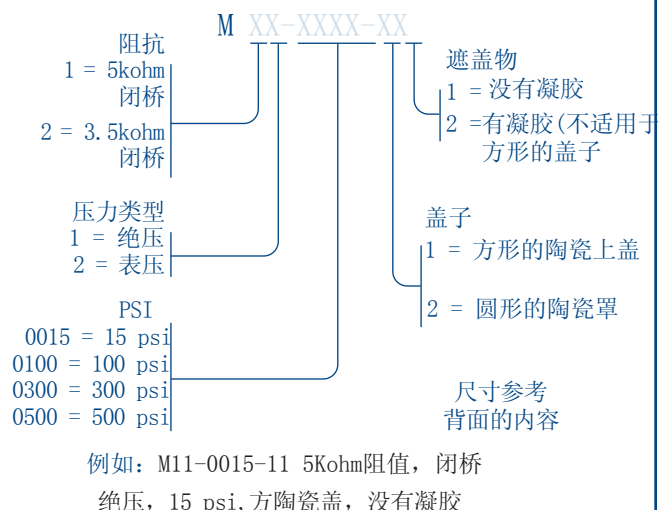 M XX-XXXX-XX
阻抗
1 = 5kohm
闭桥
2 = 3.5kohm
闭桥
压力类型
1 = 绝压
2 = 表压
PSI
0015 = 15 psi
0100 = 100 psi
0300 = 300 psi
0500 = 500 psi
遮盖物
1 = 没有凝胶
2 =有凝胶(不适用于
方形的盖子
盖子
1 = 方形的陶瓷上盖
2 = 圆形的陶瓷罩
尺寸参考
背面的内容
例如: M11-0015-11 5Kohm阻值, 闭桥
绝压, 15 psi,方陶瓷盖, 没有凝胶